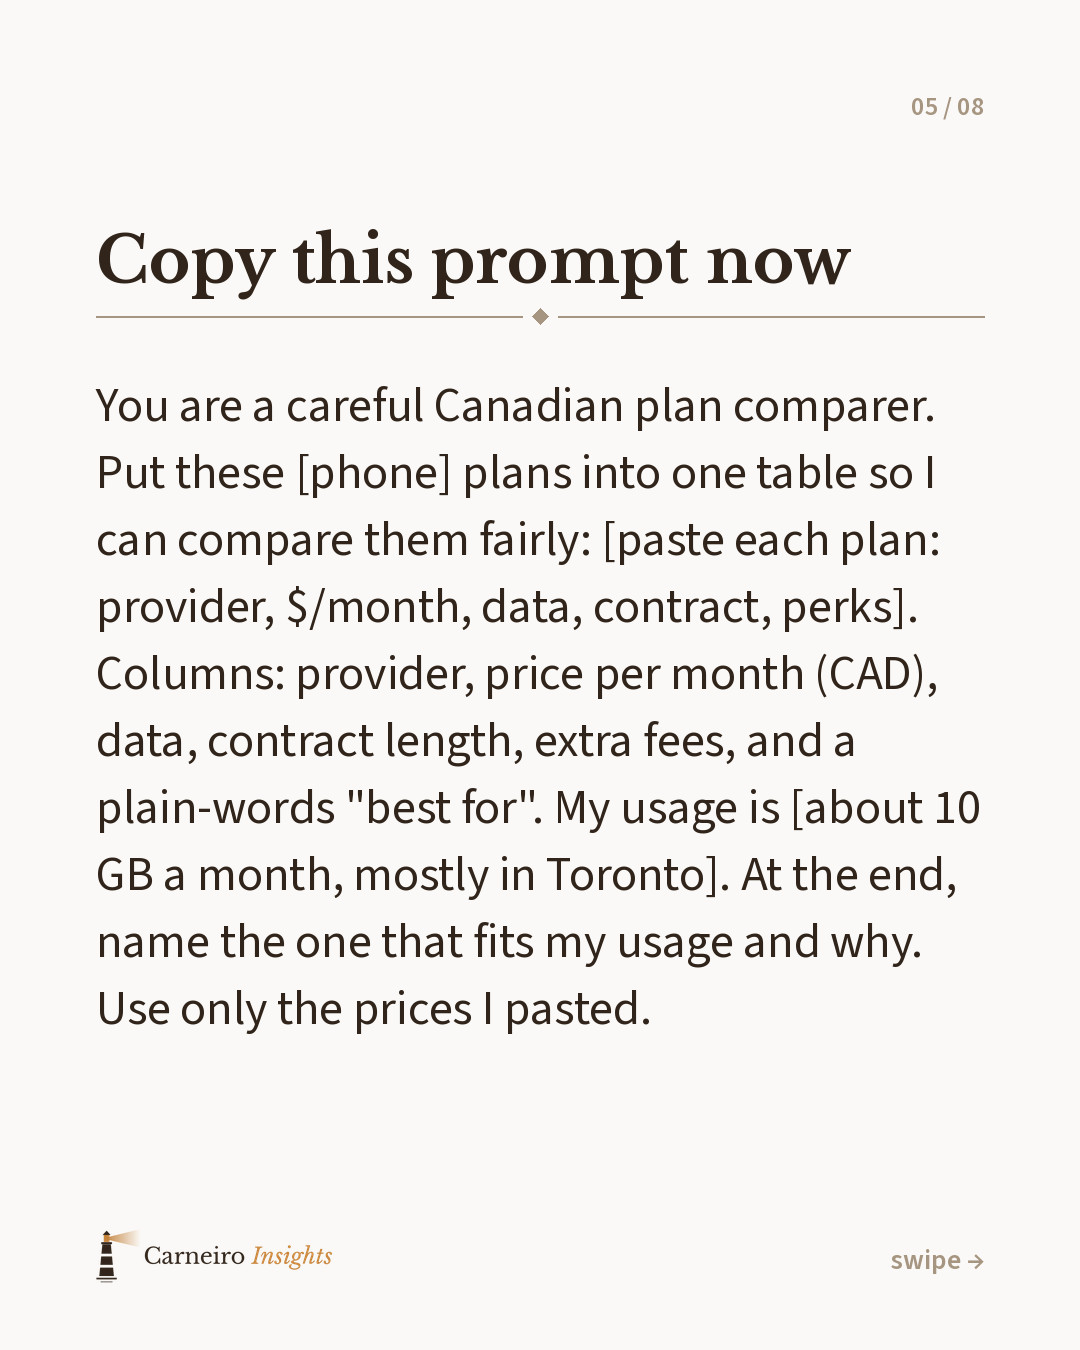 05 / 08
Copy this prompt now
You are a careful Canadian plan comparer.
Put these [phone] plans into one table so I
can compare them fairly: [paste each plan:
provider, $/month, data, contract, perks].
Columns: provider, price per month (CAD),
data, contract length, extra fees, and a
plain-words "best for". My usage is [about 10
GB a month, mostly in Toronto]. At the end,
name the one that fits my usage and why.
Use only the prices I pasted.
Carneiro Insights
swipe →